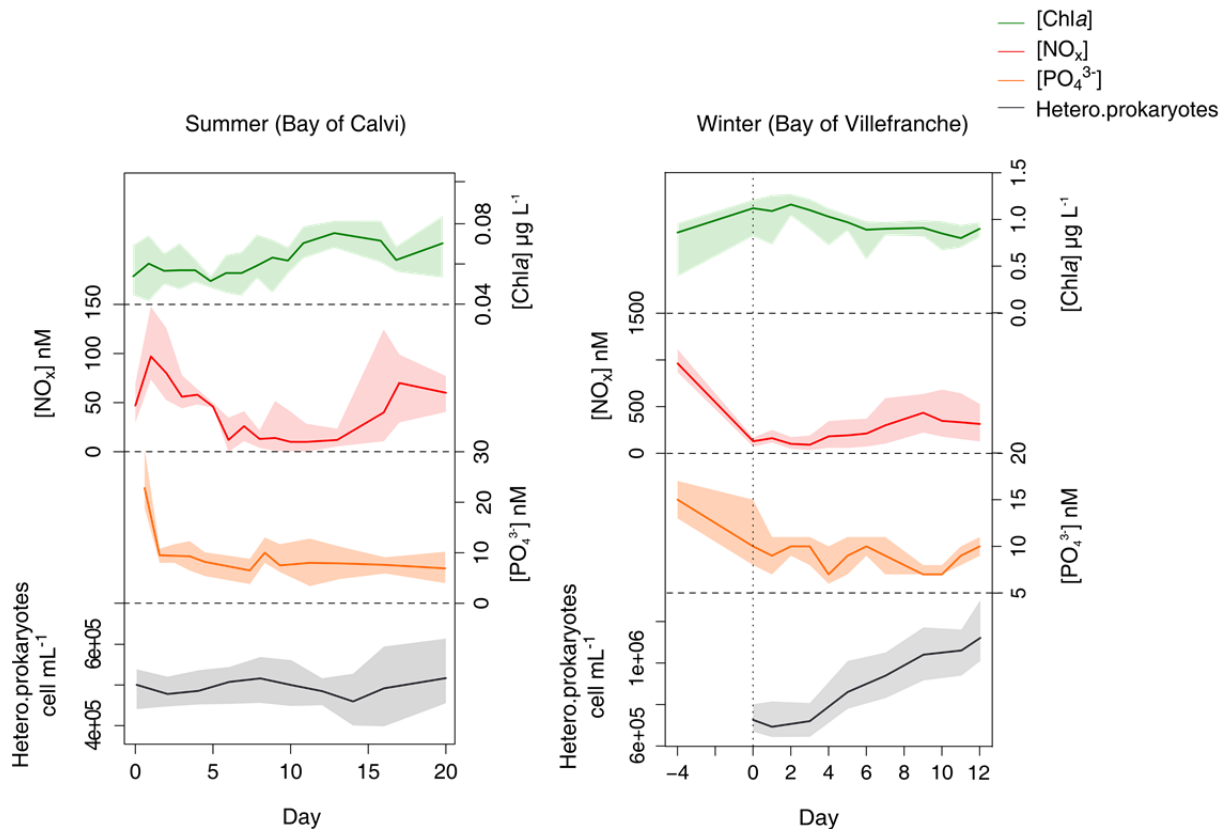 [Chla]
[NOx]
[PO₄³⁻]
Hetero.prokaryotes
Summer (Bay of Calvi)
Winter (Bay of Villefranche)
0.04 0.08
[Chla] µg L⁻¹
0 50 100 150
[NOx] nM
0 10 20 30
[PO₄³⁻] nM
4e+05 6e+05
Hetero.prokaryotes
cell mL⁻¹
0 5 10 15 20
Day
0.0 0.5 1.0 1.5
[Chla] µg L⁻¹
0 500 1500
[NOx] nM
5 10 15 20
[PO₄³⁻] nM
6e+05 1e+06
Hetero.prokaryotes
cell mL⁻¹
−4 0 2 4 6 8 10 12
Day